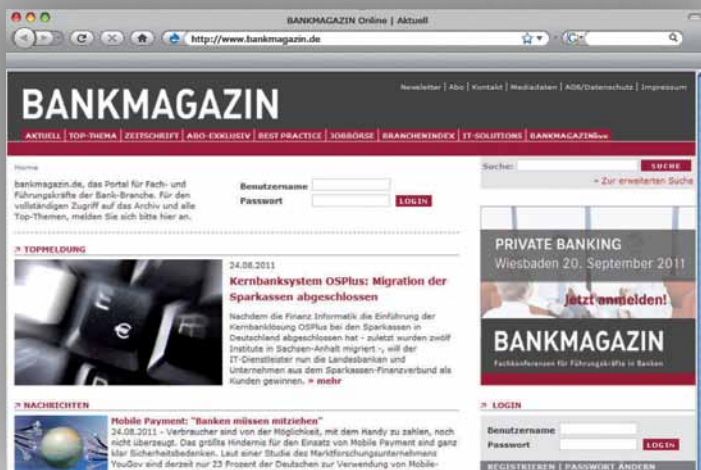 BANKMAGAZIN Online | Aktuell
http://www.bankmagazin.de
Newsletter | Abo | Kontakt | Mediadaten | AGB/Datenschutz | Impressum
BANKMAGAZIN
AKTUELL | TOP-THEMA | ZEITSCHRIFT | ABO-EXKLUSIV | BEST PRACTICE | JOBBÖRSE | BRANCHENINDEX | IT-SOLUTIONS | BANKMAGAZINlive
Home
bankmagazin.de, das Portal für Fach- und
Führungskräfte der Bank-Branche. Für den
vollständigen Zugriff auf das Archiv und alle
Top-Themen, melden Sie sich bitte hier an.
Benutzername
Passwort LOGIN
Suche: SUCHE
» Zur erweiterten Suche
TOPMELDUNG
24.08.2011
Kernbanksystem OSPlus: Migration der
Sparkassen abgeschlossen
Nachdem die Finanz Informatik die Einführung der
Kernbanklösung OSPlus bei den Sparkassen in
Deutschland abgeschlossen hat - zuletzt wurden zwölf
Institute in Sachsen-Anhalt migriert -, will der
IT-Dienstleister nun die Landesbanken und
Unternehmen aus dem Sparkassen-Finanzverbund als
Kunden gewinnen. » mehr
E
€
PRIVATE BANKING
Wiesbaden 20. September 2011
Jetzt anmelden!
BANKMAGAZIN
Fachkonferenzen für Führungskräfte in Banken
NACHRICHTEN
Mobile Payment: "Banken müssen mitziehen"
24.08.2011 - Verbraucher sind von der Möglichkeit, mit dem Handy zu zahlen, noch
nicht überzeugt. Das größte Hindernis für den Einsatz von Mobile Payment sind ganz
klar Sicherheitsbedenken. Laut einer Studie des Marktforschungsunternehmens
YouGov sind derzeit nur 23 Prozent der Deutschen zur Verwendung von Mobile-
LOGIN
Benutzername
Passwort LOGIN
REGISTRIEREN | PASSWORT ÄNDERN